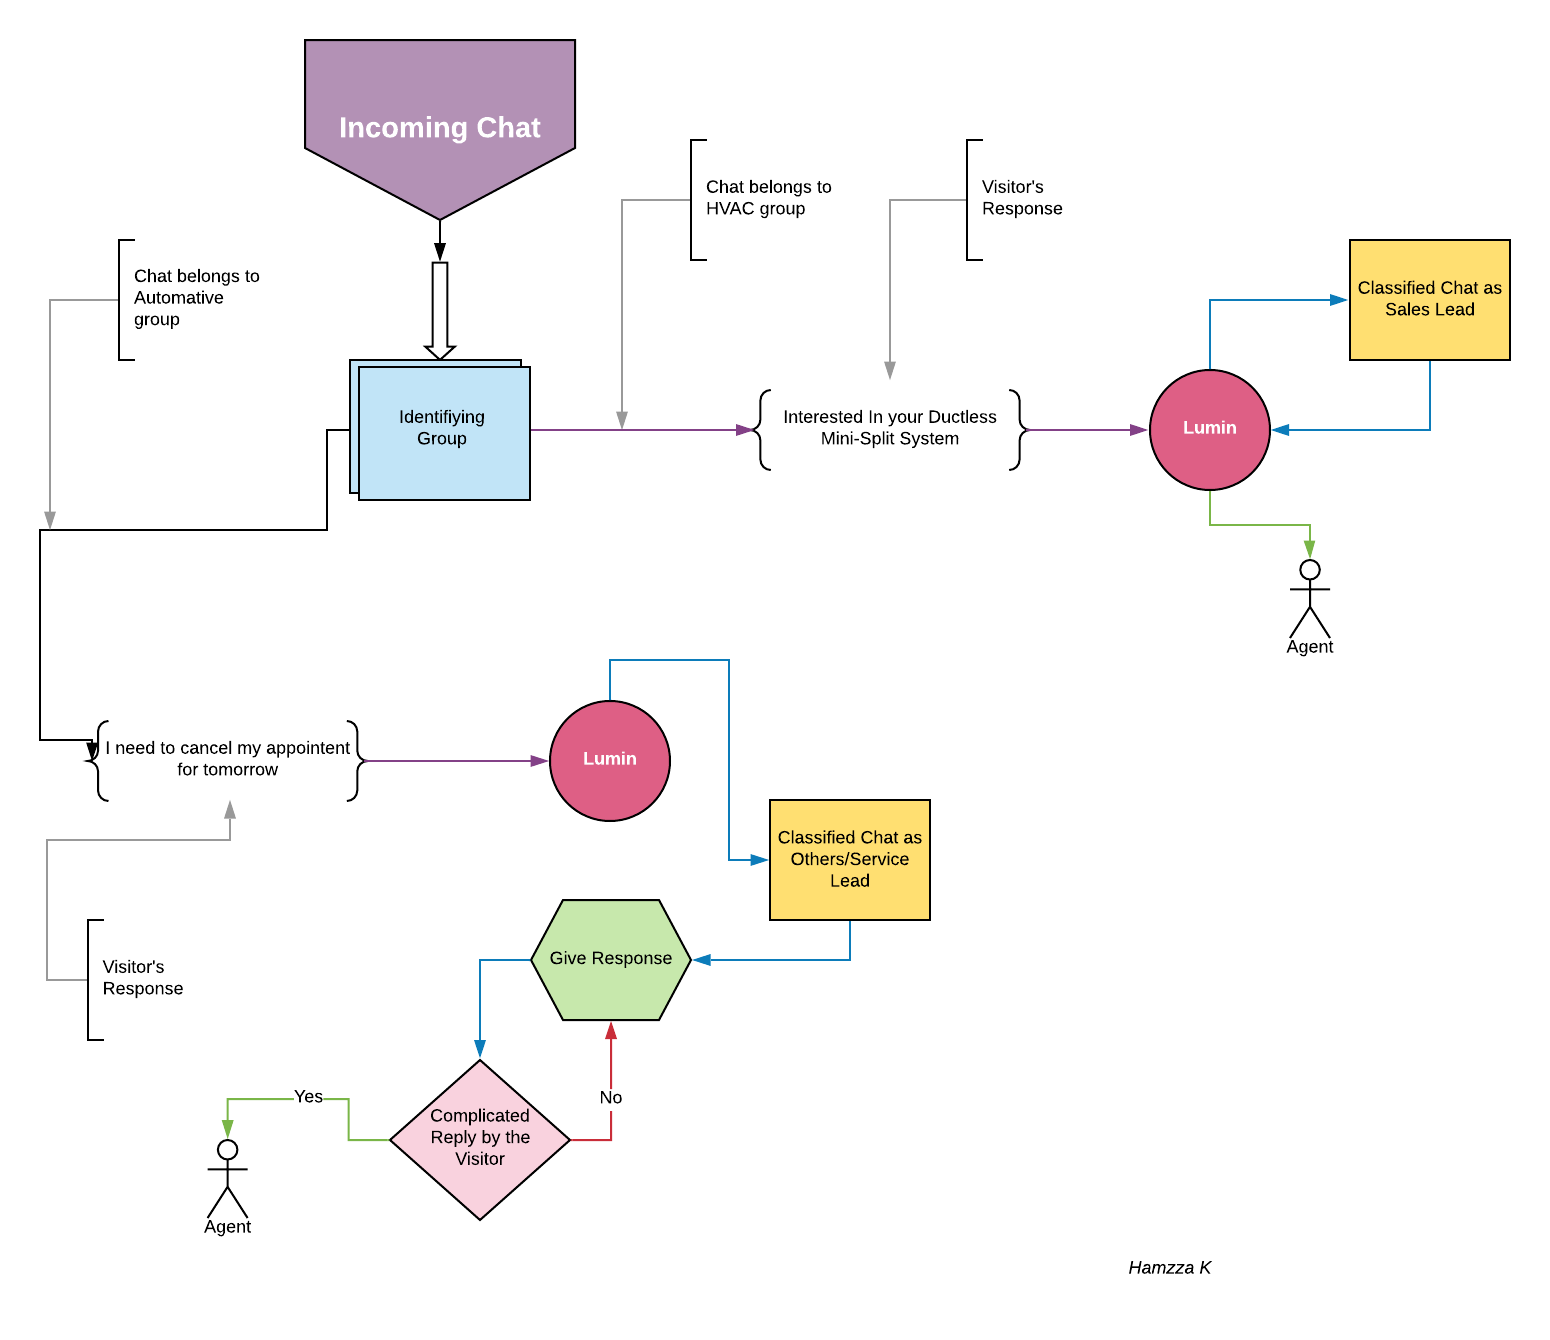 Incoming Chat
Chat belongs to
HVAC group
Visitor's
Response
Chat belongs to
Automative
group
Classified Chat as
Sales Lead
Identifiying
Group
Interested In your Ductless
Mini-Split System
Lumin
Agent
I need to cancel my appointent
for tomorrow
Lumin
Classified Chat as
Others/Service
Lead
Give Response
Visitor's
Response
Yes
No
Complicated
Reply by the
Visitor
Agent
Hamzza K